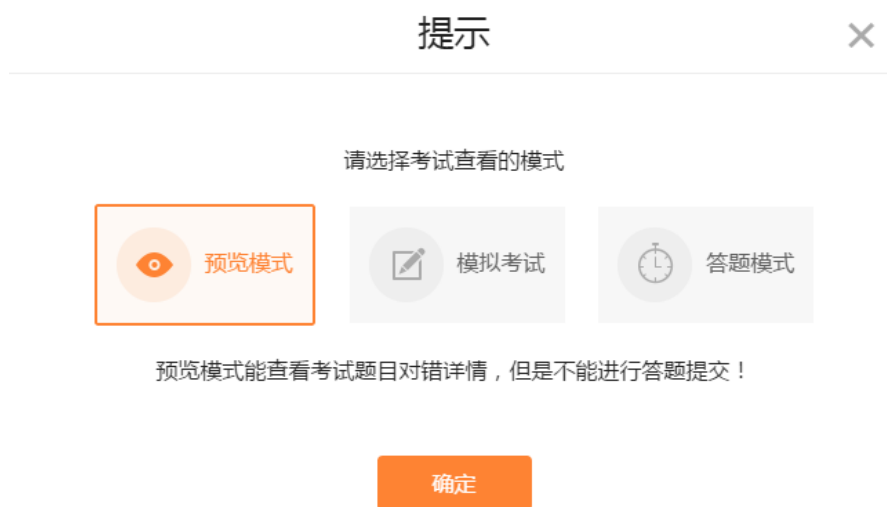 提示
请选择考试查看的模式
预览模式 模拟考试 答题模式
预览模式能查看考试题目对错详情，但是不能进行答题提交！
确定